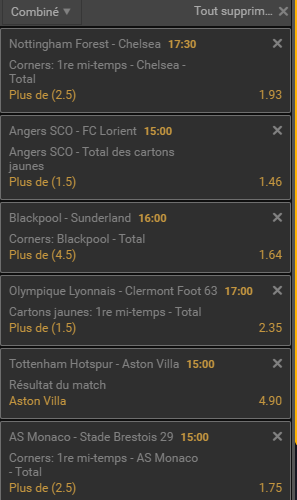 Combiné ▼ Tout supprim... ✕
Nottingham Forest - Chelsea 17:30 ✕
Corners: 1re mi-temps - Chelsea -
Total
Plus de (2.5) 1.93
Angers SCO - FC Lorient 15:00 ✕
Angers SCO - Total des cartons
jaunes
Plus de (1.5) 1.46
Blackpool - Sunderland 16:00 ✕
Corners: Blackpool - Total
Plus de (4.5) 1.64
Olympique Lyonnais - Clermont Foot 63 17:00 ✕
Cartons jaunes: 1re mi-temps - Total
Plus de (1.5) 2.35
Tottenham Hotspur - Aston Villa 15:00 ✕
Résultat du match
Aston Villa 4.90
AS Monaco - Stade Brestois 29 15:00 ✕
Corners: 1re mi-temps - AS Monaco
- Total
Plus de (2.5) 1.75